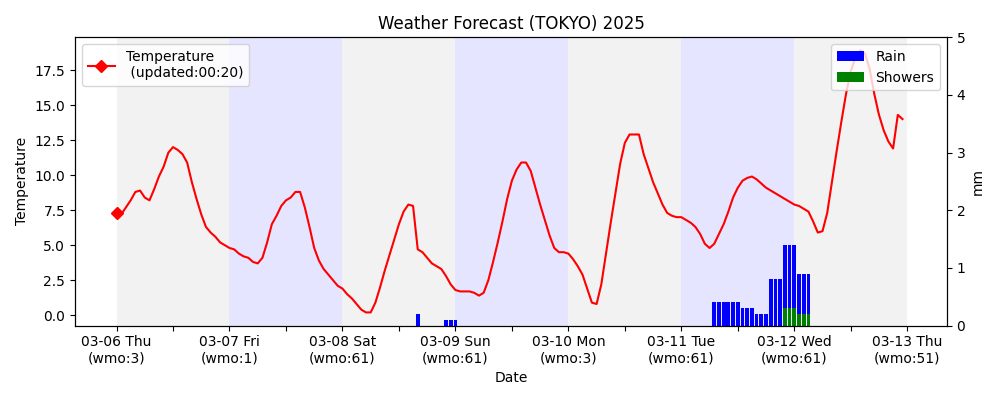 Weather Forecast (TOKYO) 2025
Temperature
(updated:00:20)
Rain
Showers
17.5
15.0
12.5
10.0
7.5
5.0
2.5
0.0
Temperature
5
4
3
2
1
0
mm
03-06 Thu
(wmo:3)
03-07 Fri
(wmo:1)
03-08 Sat
(wmo:61)
03-09 Sun
(wmo:61)
03-10 Mon
(wmo:3)
03-11 Tue
(wmo:61)
03-12 Wed
(wmo:61)
03-13 Thu
(wmo:51)
Date